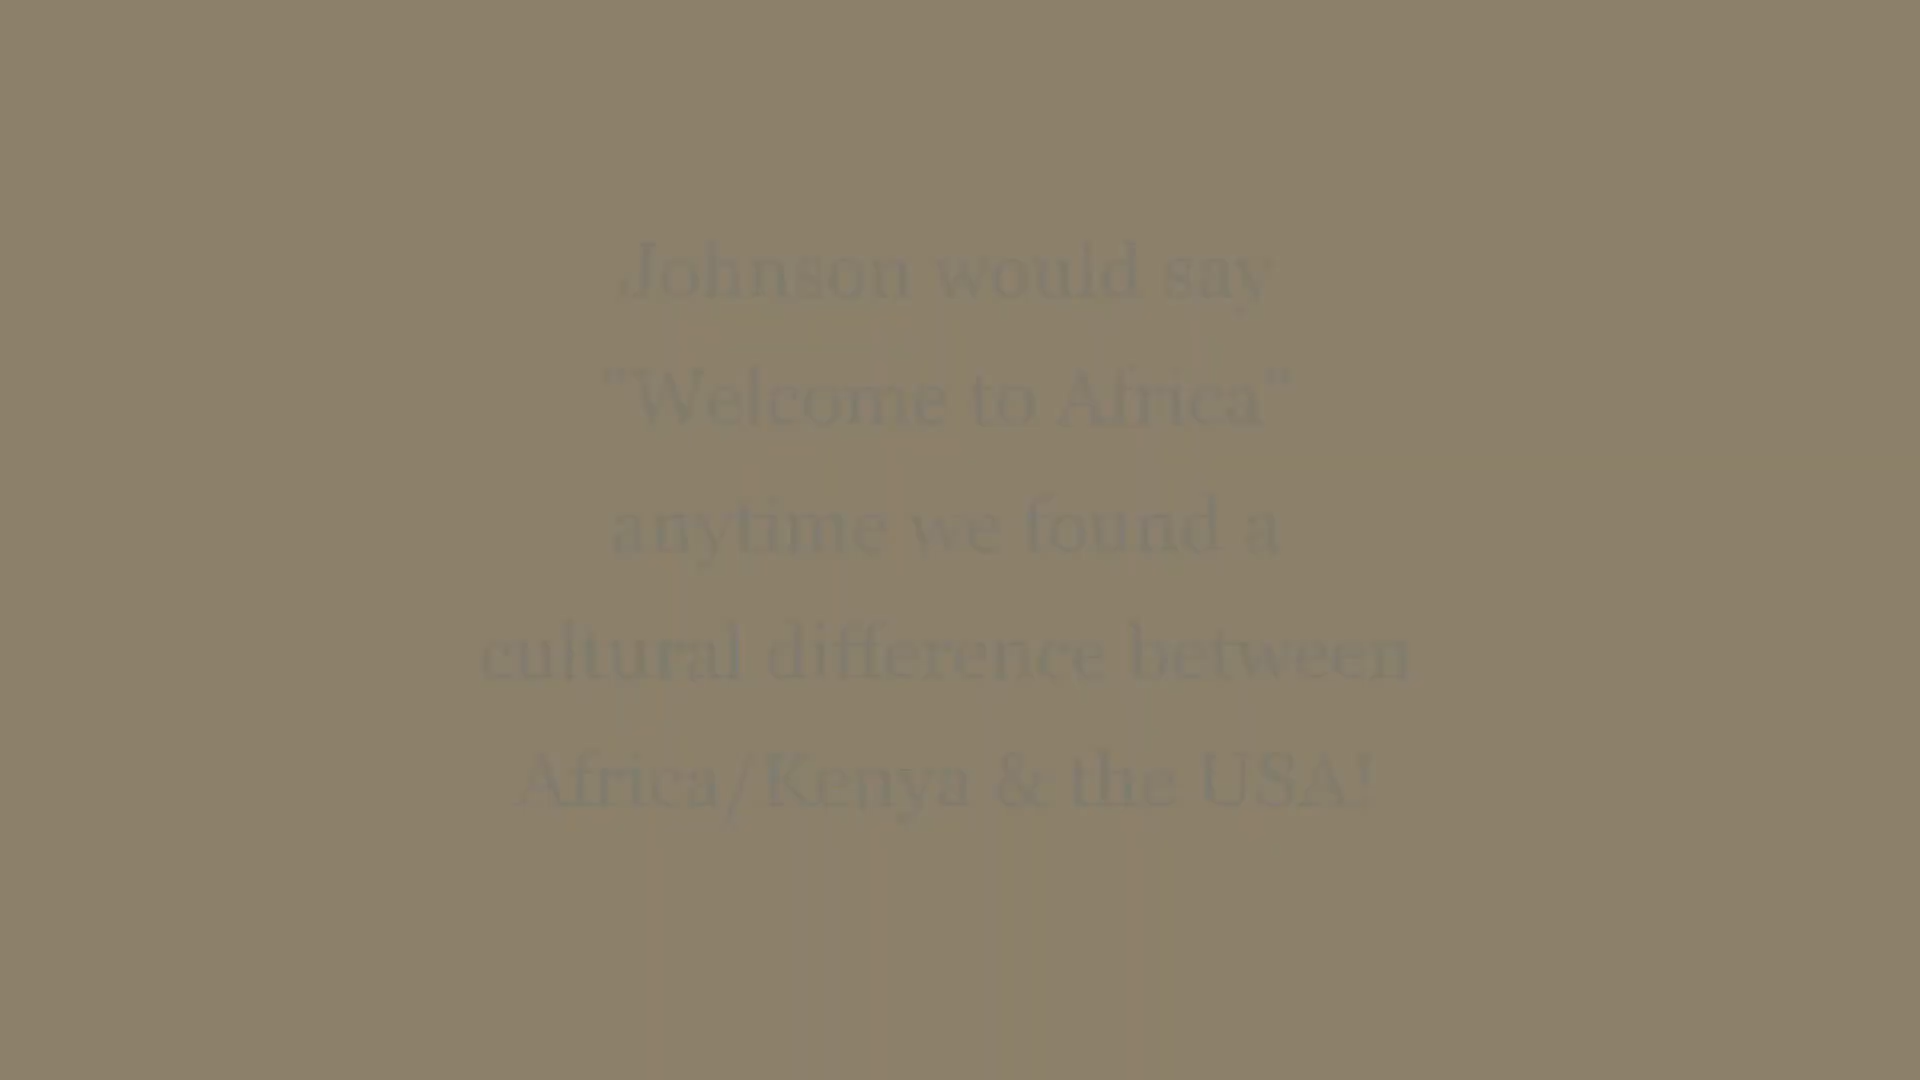 Johnson would say
"Welcome to Africa"
anytime we found a
cultural difference between
Africa/Kenya & the USA!